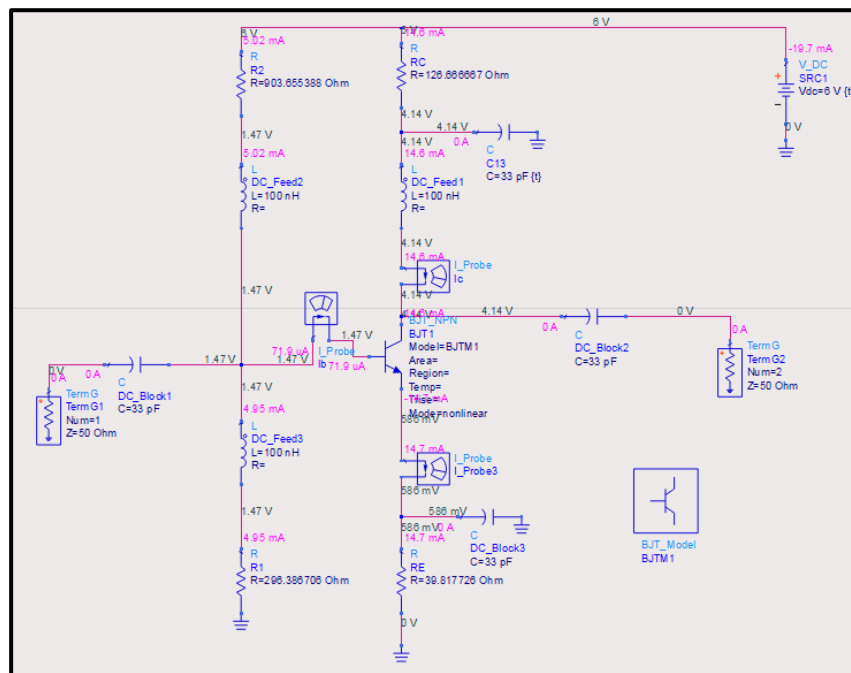 6 V
6 V
5.02 mA
R
R2
R=903.655388 Ohm
1.47 V
5.02 mA
L
DC_Feed2
L=100 nH
R=
1.47 V
14.6 mA
R
RC
R=126.666667 Ohm
4.14 V
4.14 V
0 A
C
C13
C=33 pF {t}
4.14 V
14.6 mA
L
DC_Feed1
L=100 nH
R=
4.14 V
14.6 mA
I_Probe
Ic
4.14 V
-19.7 mA
V_DC
SRC1
Vdc=6 V {t}
+
0 V
BJT_NPN
BJT1
Model=BJTM1
Area=
Region=
Temp=
Trise=
Mode=nonlinear
4.14 V
0 A
C
DC_Block2
C=33 pF
0 V
0 A
TermG
TermG2
Num=2
Z=50 Ohm
0 V
0 A
TermG
TermG1
Num=1
Z=50 Ohm
0 A
C
DC_Block1
C=33 pF
1.47 V
1.47 V
71.9 uA
I_Probe
Ib
71.9 uA
1.47 V
1.47 V
4.95 mA
L
DC_Feed3
L=100 nH
R=
1.47 V
4.95 mA
R
R1
R=296.386706 Ohm
586 mV
14.7 mA
I_Probe
I_Probe3
586 mV
586 mV
0 A
C
DC_Block3
C=33 pF
586 mV
14.7 mA
R
RE
R=39.817726 Ohm
0 V
BJT_Model
BJTM1